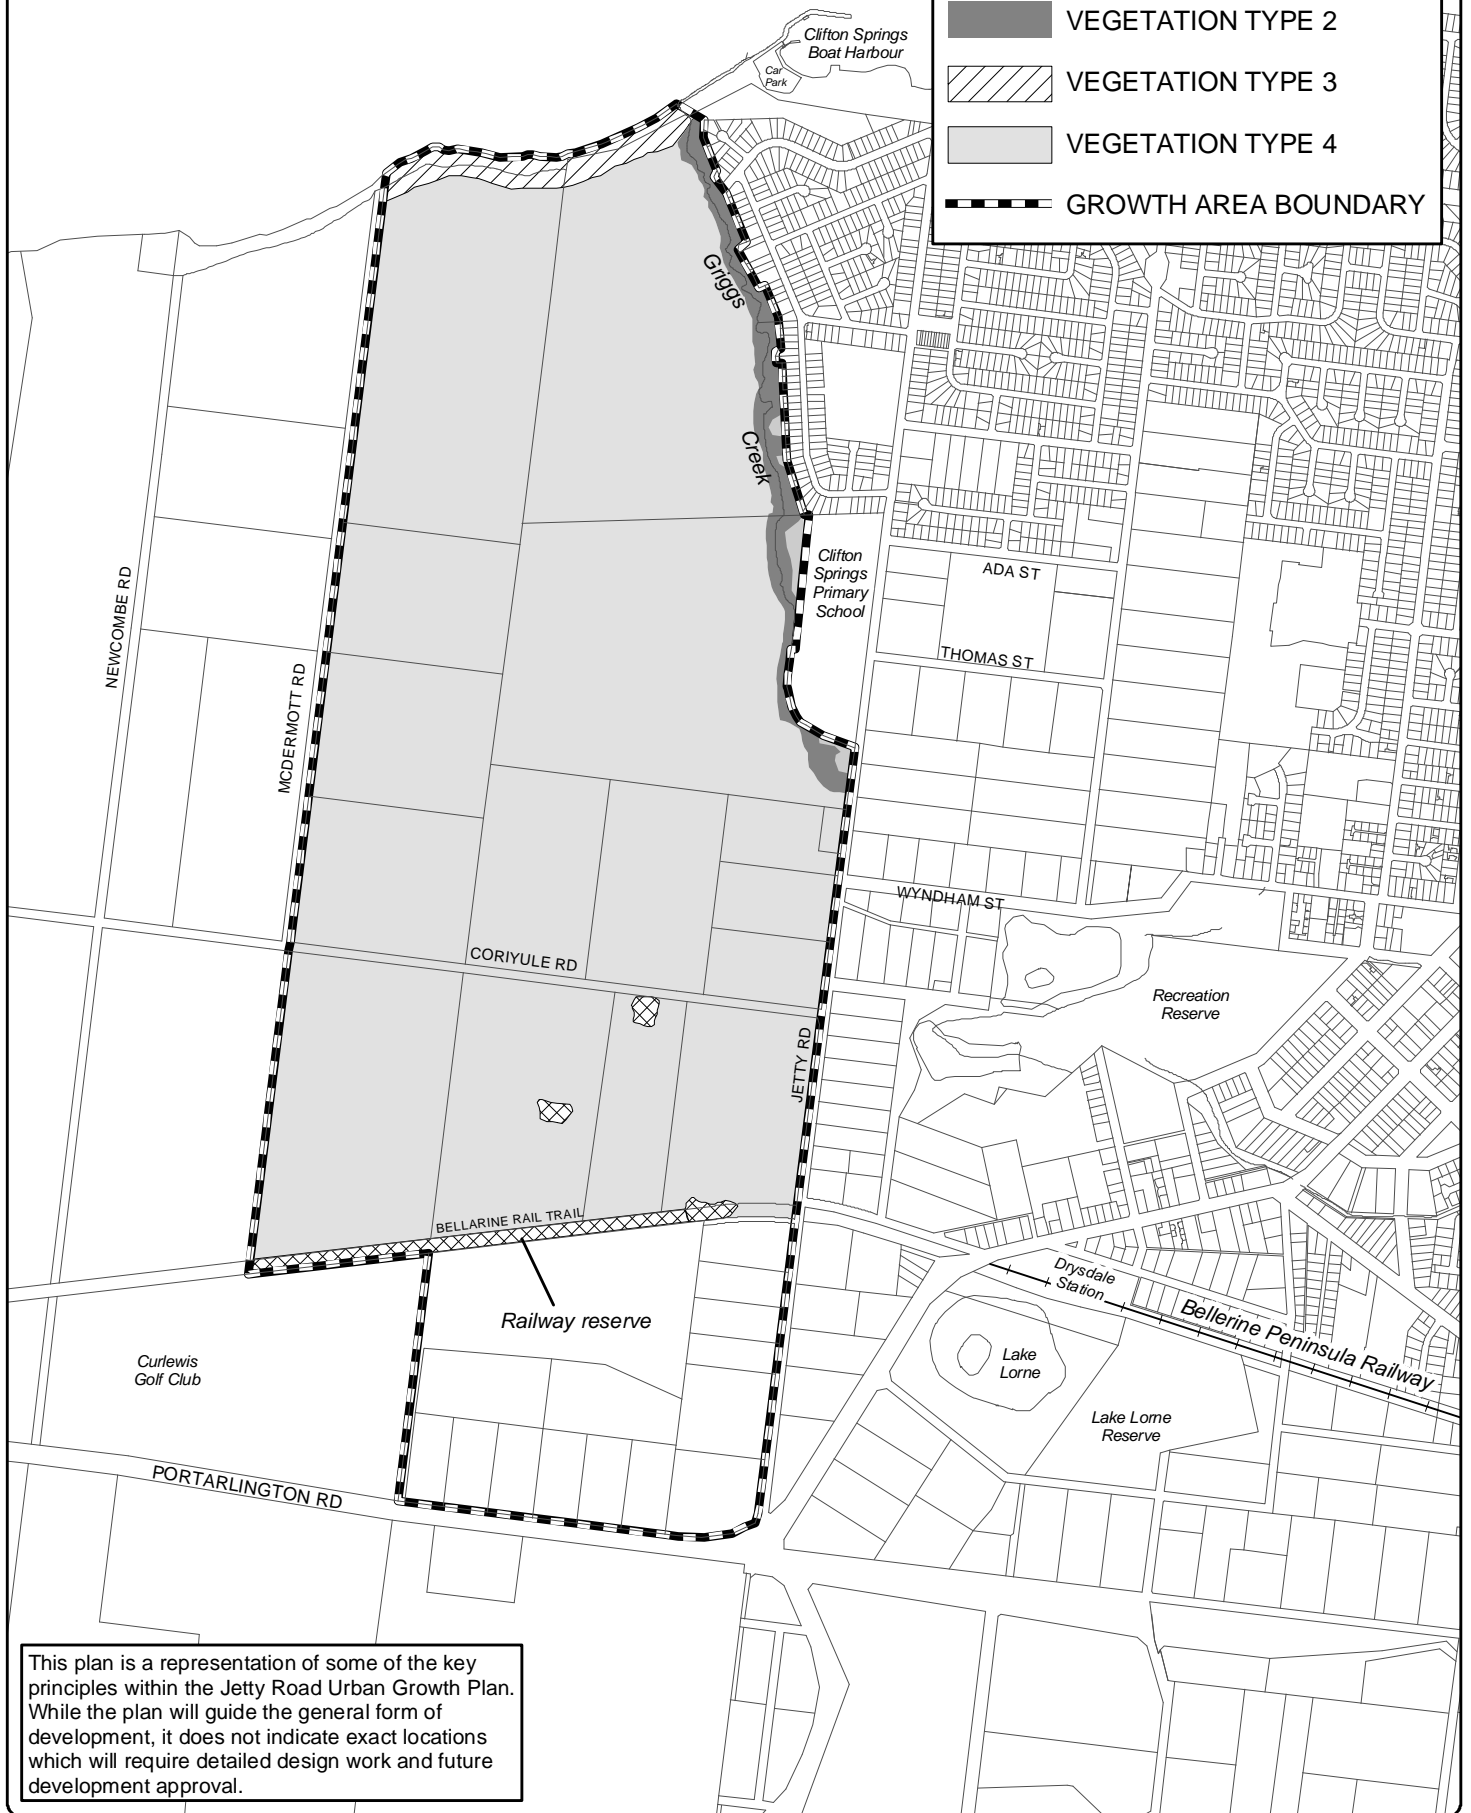 VEGETATION TYPE 2
Clifton Springs
Boat Harbour
Car
Park
VEGETATION TYPE 3
VEGETATION TYPE 4
GROWTH AREA BOUNDARY
Griggs
Creek
Clifton
Springs
Primary
School
ADA ST
NEWCOMBE RD
THOMAS ST
MCDERMOTT RD
WYNDHAM ST
CORIYULE RD
Recreation
Reserve
JETTY RD
BELLARINE RAIL TRAIL
Drysdale
Station
Railway reserve
Bellerine Peninsula Railway
Curlewis
Golf Club
Lake
Lorne
Lake Lorne
Reserve
PORTARLINGTON RD
This plan is a representation of some of the key
principles within the Jetty Road Urban Growth Plan.
While the plan will guide the general form of
development, it does not indicate exact locations
which will require detailed design work and future
development approval.